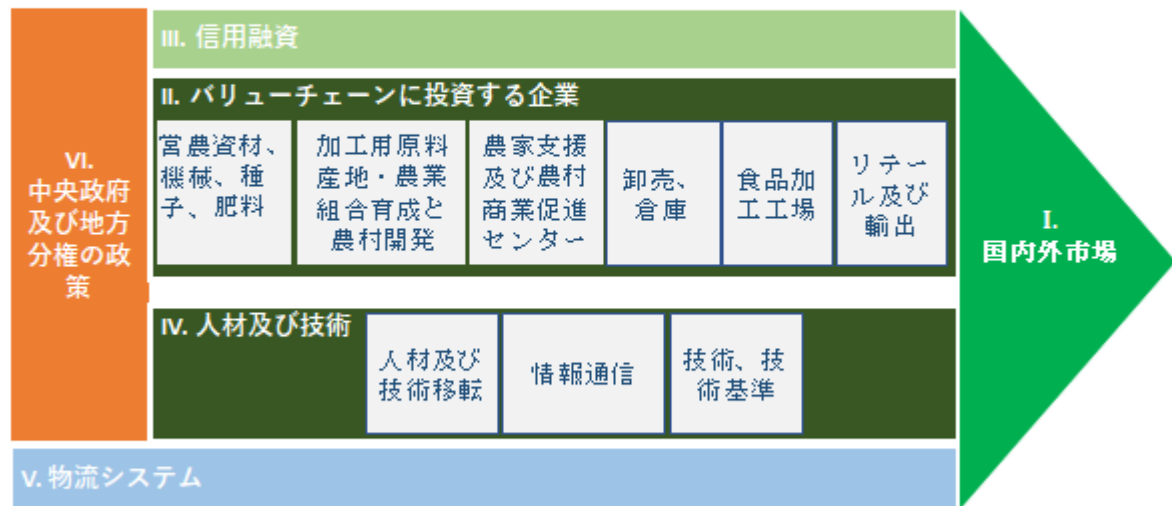 III. 信用融資
II. バリューチェーンに投資する企業
営農資材、
機械、種
子、肥料
加工用原料
産地・農業
組合育成と
農村開発
農家支援
及び農村
商業促進
センター
卸売、
倉庫
食品加
工工場
リテー
ル及び
輸出
VI.
中央政府
及び地方
分権の政
策
I.
国内外市場
IV. 人材及び技術
人材及び
技術移転
情報通信
技術、技
術基準
V. 物流システム